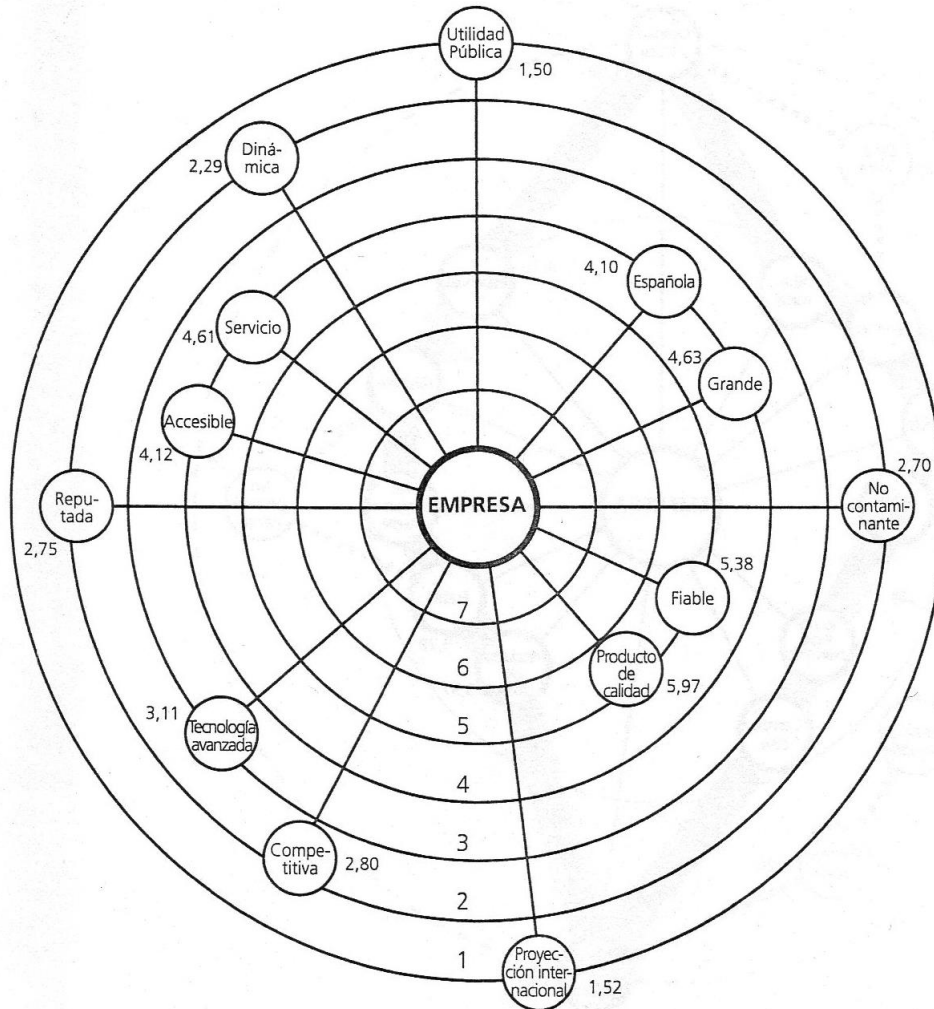 Utilidad
Pública
1,50
Diná-
mica
2,29
4,10
Española
Servicio
4,61
4,63
Grande
Accesible
4,12
2,70
Repu-
tada
2,75
EMPRESA
No
contami-
nante
5,38
Fiable
7
Producto
de
calidad
5,97
6
3,11
Tecnología
avanzada
5
4
Compe-
titiva
2,80
3
2
1
Proyec-
ción inter-
nacional
1,52